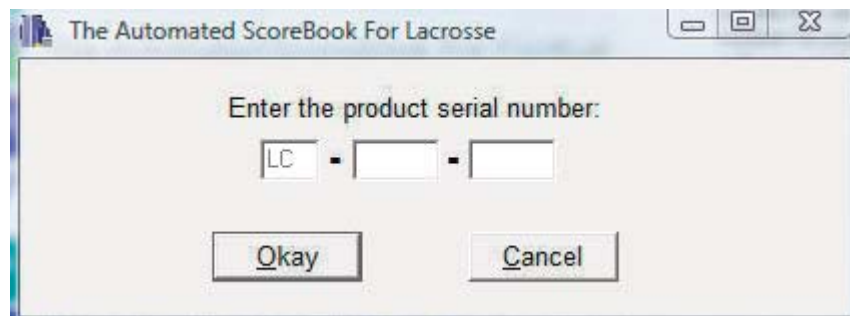 The Automated ScoreBook For Lacrosse
Enter the product serial number:
LC - -
Okay Cancel